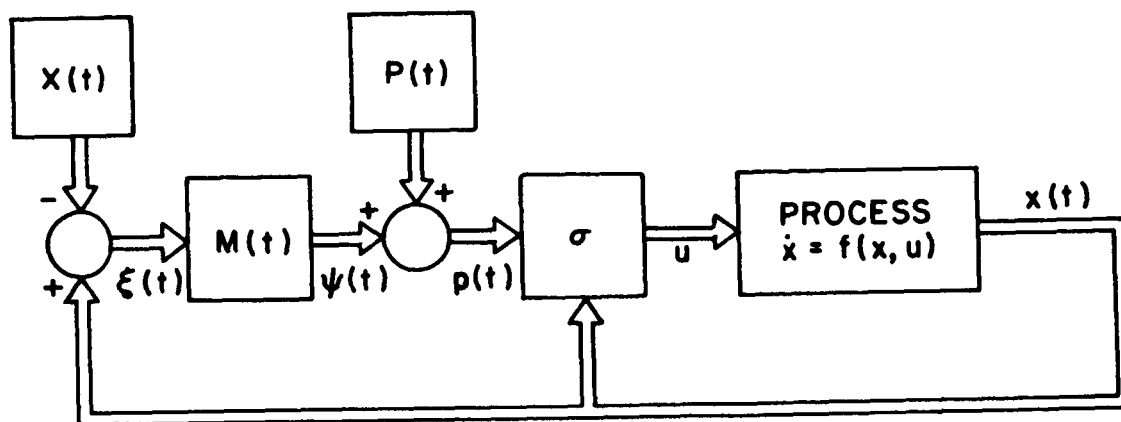 X(t)
P(t)
-
+
ξ(t)
M(t)
ψ(t)
+
+
p(t)
σ
u
PROCESS
ẋ = f(x, u)
x(t)